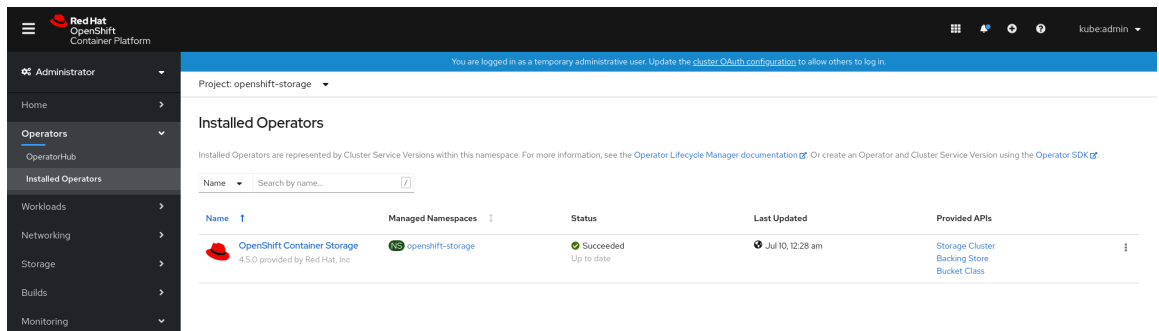 Red Hat
OpenShift
Container Platform
kube:admin
Administrator
You are logged in as a temporary administrative user. Update the cluster OAuth configuration to allow others to log in.
Project: openshift-storage
Home
Operators
OperatorHub
Installed Operators
Workloads
Networking
Storage
Builds
Monitoring
Installed Operators
Installed Operators are represented by Cluster Service Versions within this namespace. For more information, see the Operator Lifecycle Manager documentation. Or create an Operator and Cluster Service Version using the Operator SDK.
Name Search by name... /
Name Managed Namespaces Status Last Updated Provided APIs
OpenShift Container Storage NS openshift-storage Succeeded Jul 10, 12:28 am Storage Cluster
4.5.0 provided by Red Hat, Inc Up to date Backing Store
Bucket Class